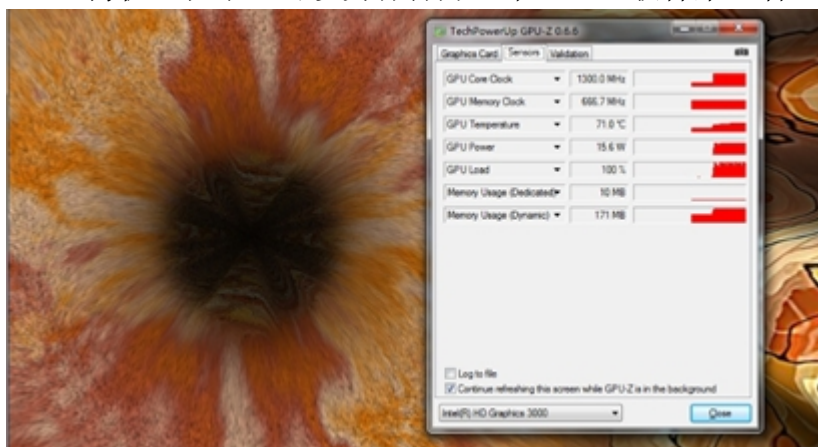 TechPowerUp GPU-Z 0.6.6
Graphics Card Sensors Validation
GPU Core Clock 1300.0 MHz
GPU Memory Clock 666.7 MHz
GPU Temperature 71.0 °C
GPU Power 15.6 W
GPU Load 100 %
Memory Usage (Dedicated) 10 MB
Memory Usage (Dynamic) 171 MB
Log to file
Continue refreshing this screen while GPU-Z is in the background
Intel(R) HD Graphics 3000 Close